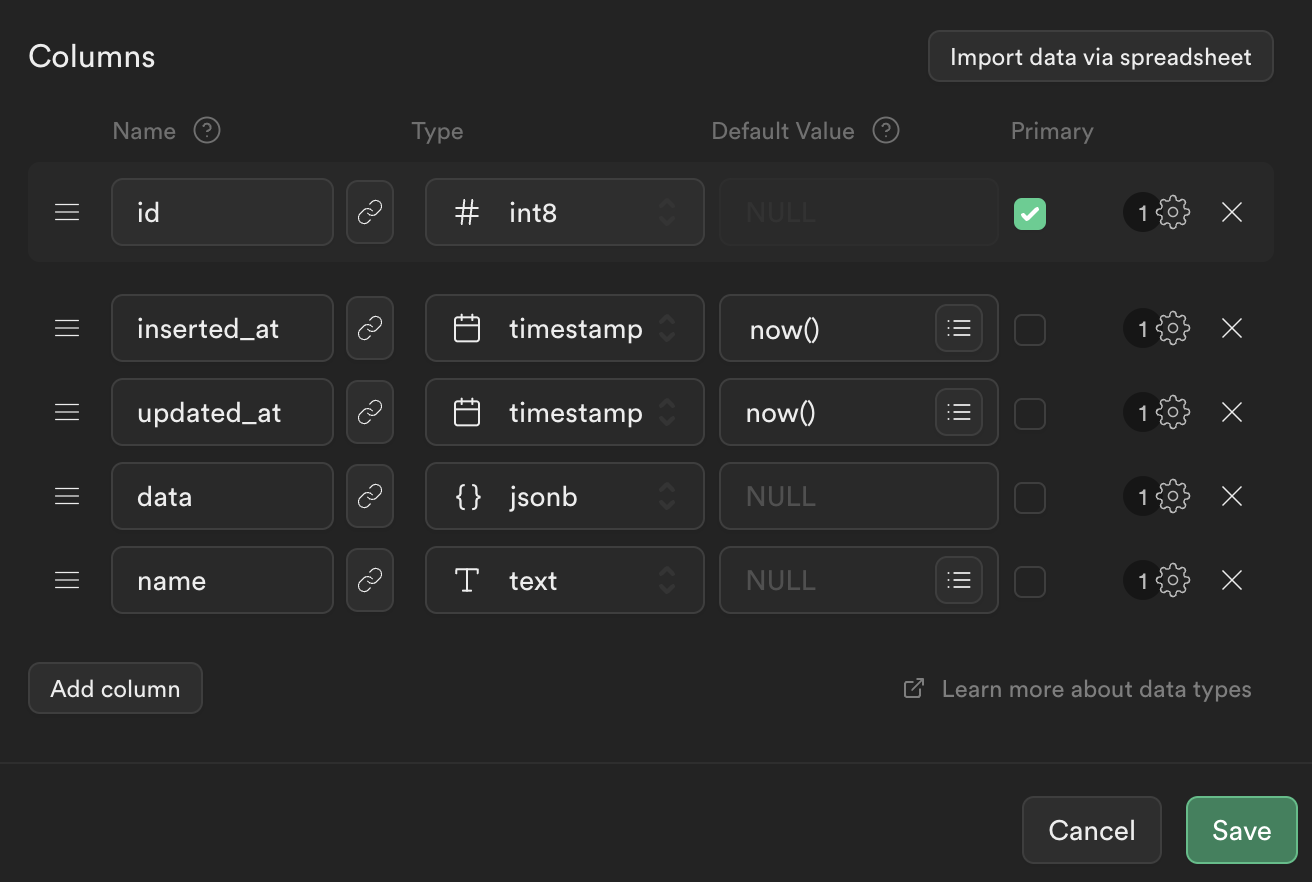 Columns
Import data via spreadsheet
Name ? Type Default Value ? Primary
id # int8 NULL 1
inserted_at timestamp now() 1
updated_at timestamp now() 1
data {} jsonb NULL 1
name T text NULL 1
Add column
Learn more about data types
Cancel Save